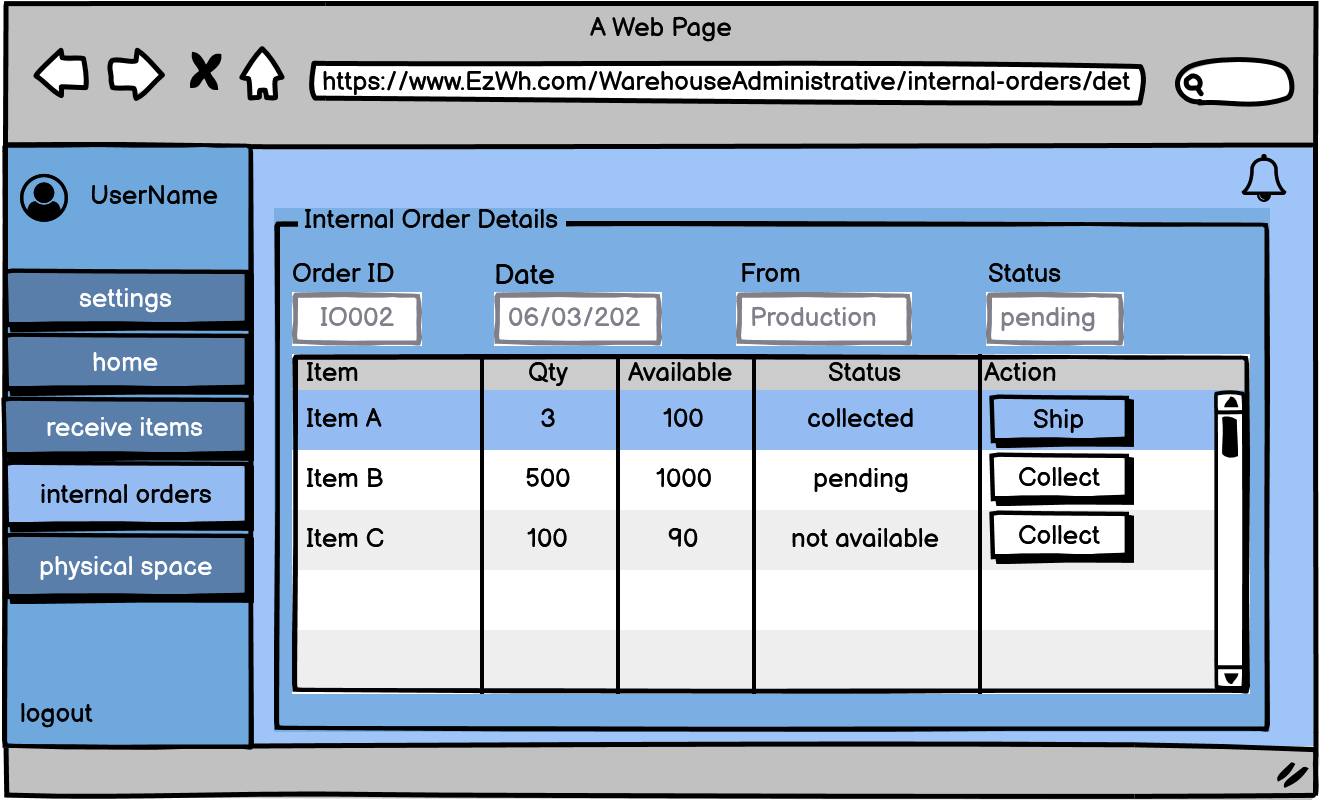 A Web Page
https://www.EzWh.com/WarehouseAdministrative/internal-orders/det
UserName
settings
home
receive items
internal orders
physical space
logout
Internal Order Details
Order ID Date From Status
IO002 06/03/202 Production pending
Item Qty Available Status Action
Item A 3 100 collected Ship
Item B 500 1000 pending Collect
Item C 100 90 not available Collect